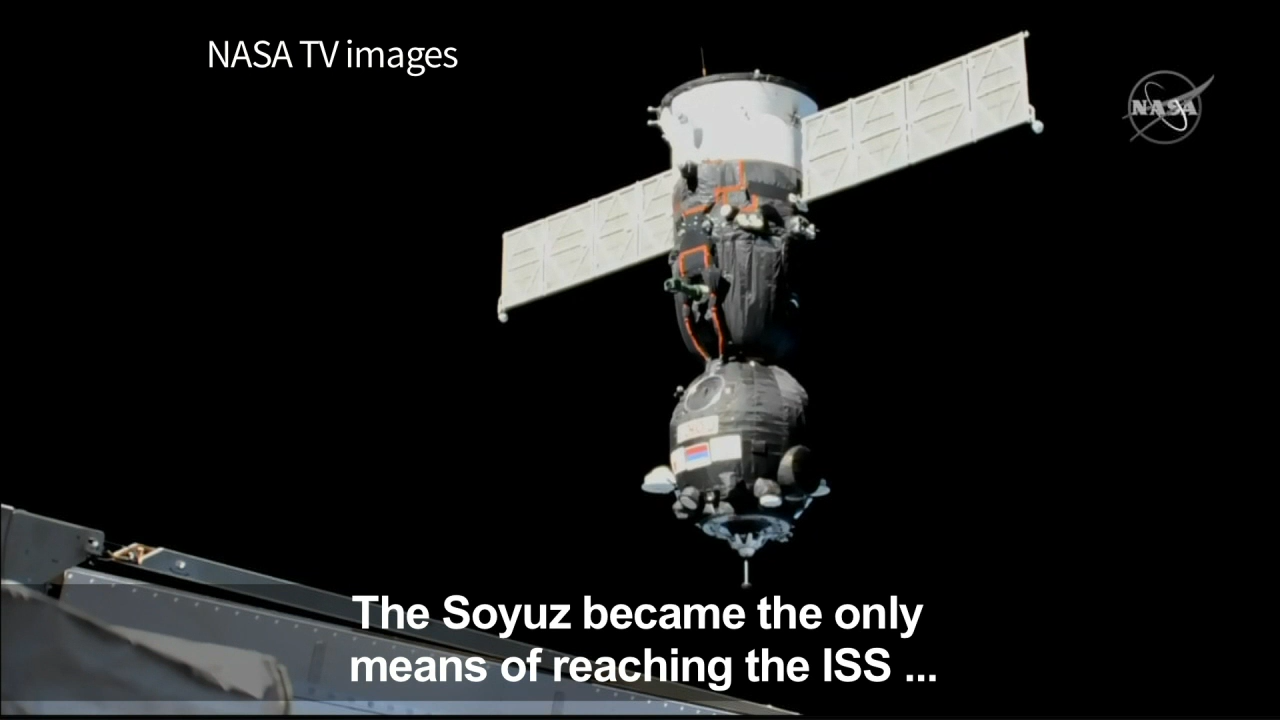 NASA TV images
NASA
The Soyuz became the only
means of reaching the ISS ...